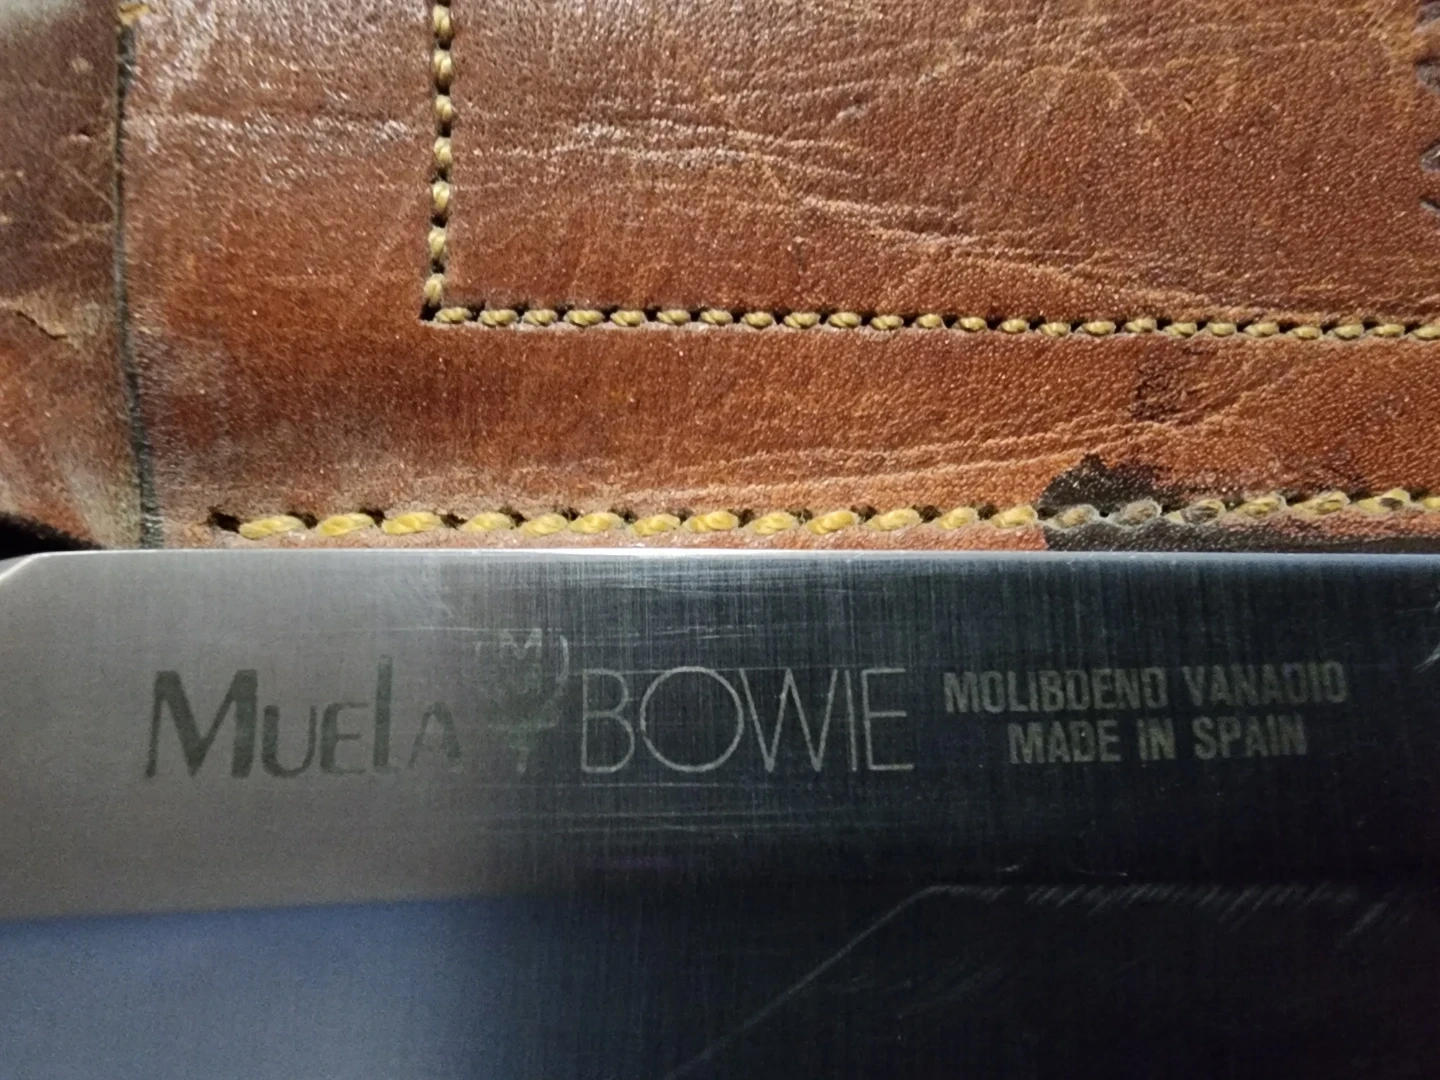 Muela M BOWIE
MOLIBDENO VANADIO
MADE IN SPAIN